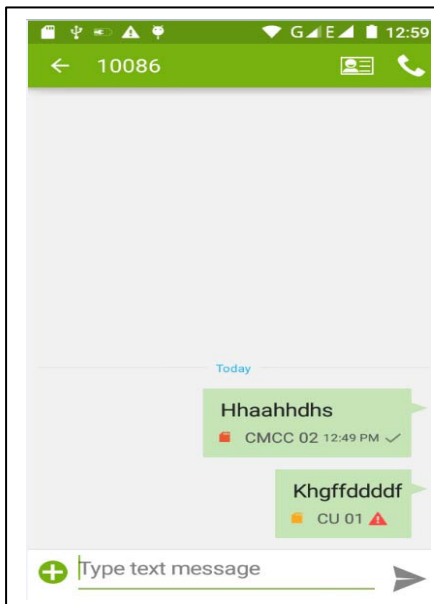 G E 12:59
10086
Today
Hhaahhdhs
CMCC 02 12:49 PM
Khgffddddf
CU 01
Type text message